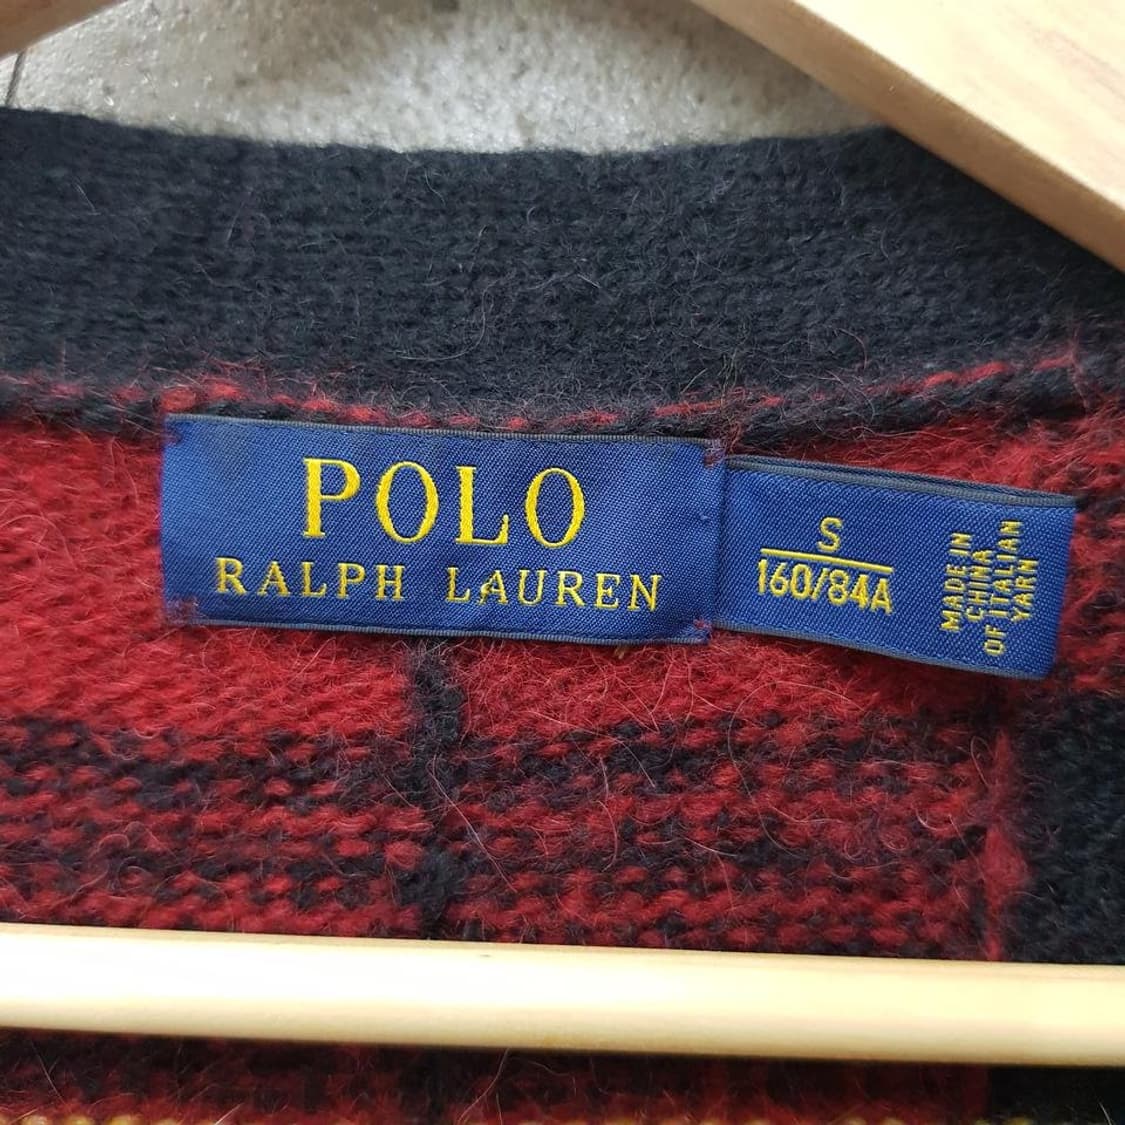 POLO
RALPH LAUREN
S
160/84A
MADE IN
CHINA
OF ITALIAN
YARN